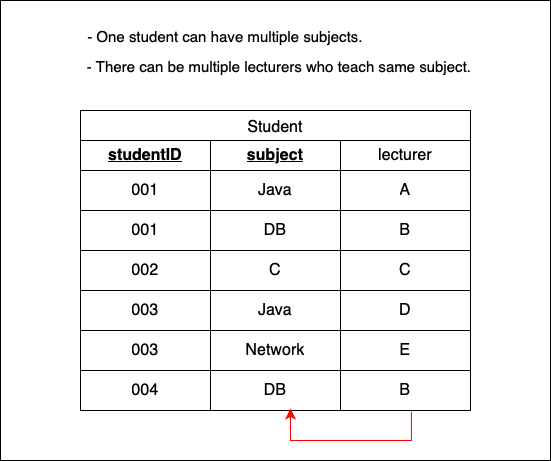 - One student can have multiple subjects.
- There can be multiple lecturers who teach same subject.
Student
studentID subject lecturer
001 Java A
001 DB B
002 C C
003 Java D
003 Network E
004 DB B